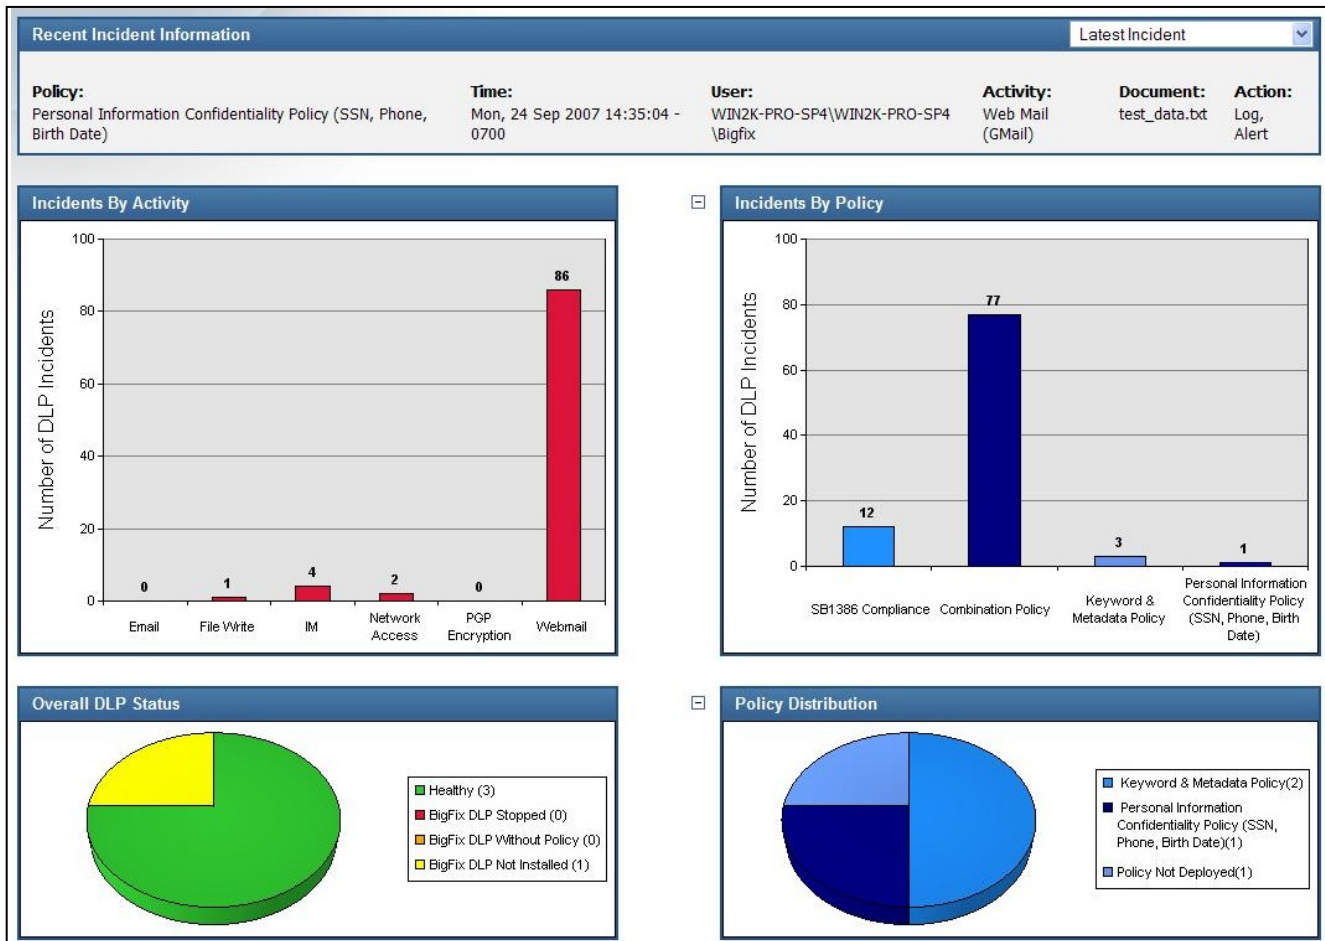 Recent Incident Information
Latest Incident
Policy:
Personal Information Confidentiality Policy (SSN, Phone,
Birth Date)
Time:
Mon, 24 Sep 2007 14:35:04 -
0700
User:
WIN2K-PRO-SP4\WIN2K-PRO-SP4
\Bigfix
Activity:
Web Mail
(GMail)
Document:
test_data.txt
Action:
Log,
Alert
Incidents By Activity
Number of DLP Incidents
100
80
60
40
20
0
0
1
4
2
0
86
Email
File Write
IM
Network
Access
PGP
Encryption
Webmail
Incidents By Policy
Number of DLP Incidents
100
80
60
40
20
0
12
77
3
1
SB1386 Compliance
Combination Policy
Keyword &
Metadata Policy
Personal Information
Confidentiality Policy
(SSN, Phone, Birth
Date)
Overall DLP Status
Healthy (3)
BigFix DLP Stopped (0)
BigFix DLP Without Policy (0)
BigFix DLP Not Installed (1)
Policy Distribution
Keyword & Metadata Policy(2)
Personal Information
Confidentiality Policy (SSN,
Phone, Birth Date)(1)
Policy Not Deployed(1)